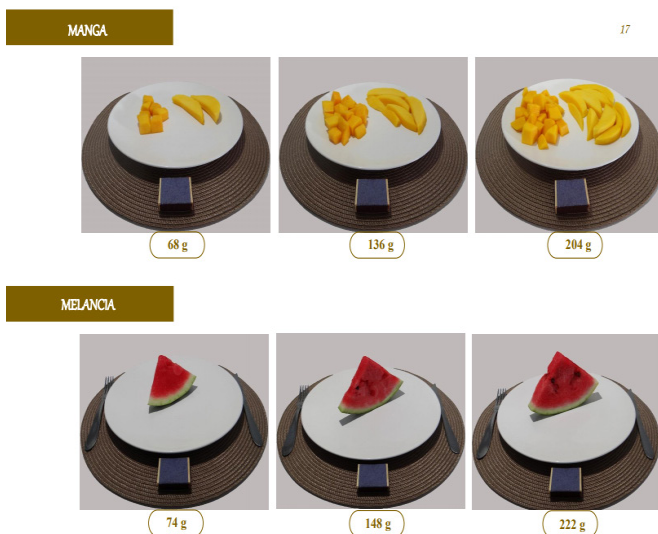 MANGA
17
68 g
136 g
204 g
MELANCIA
74 g
148 g
222 g